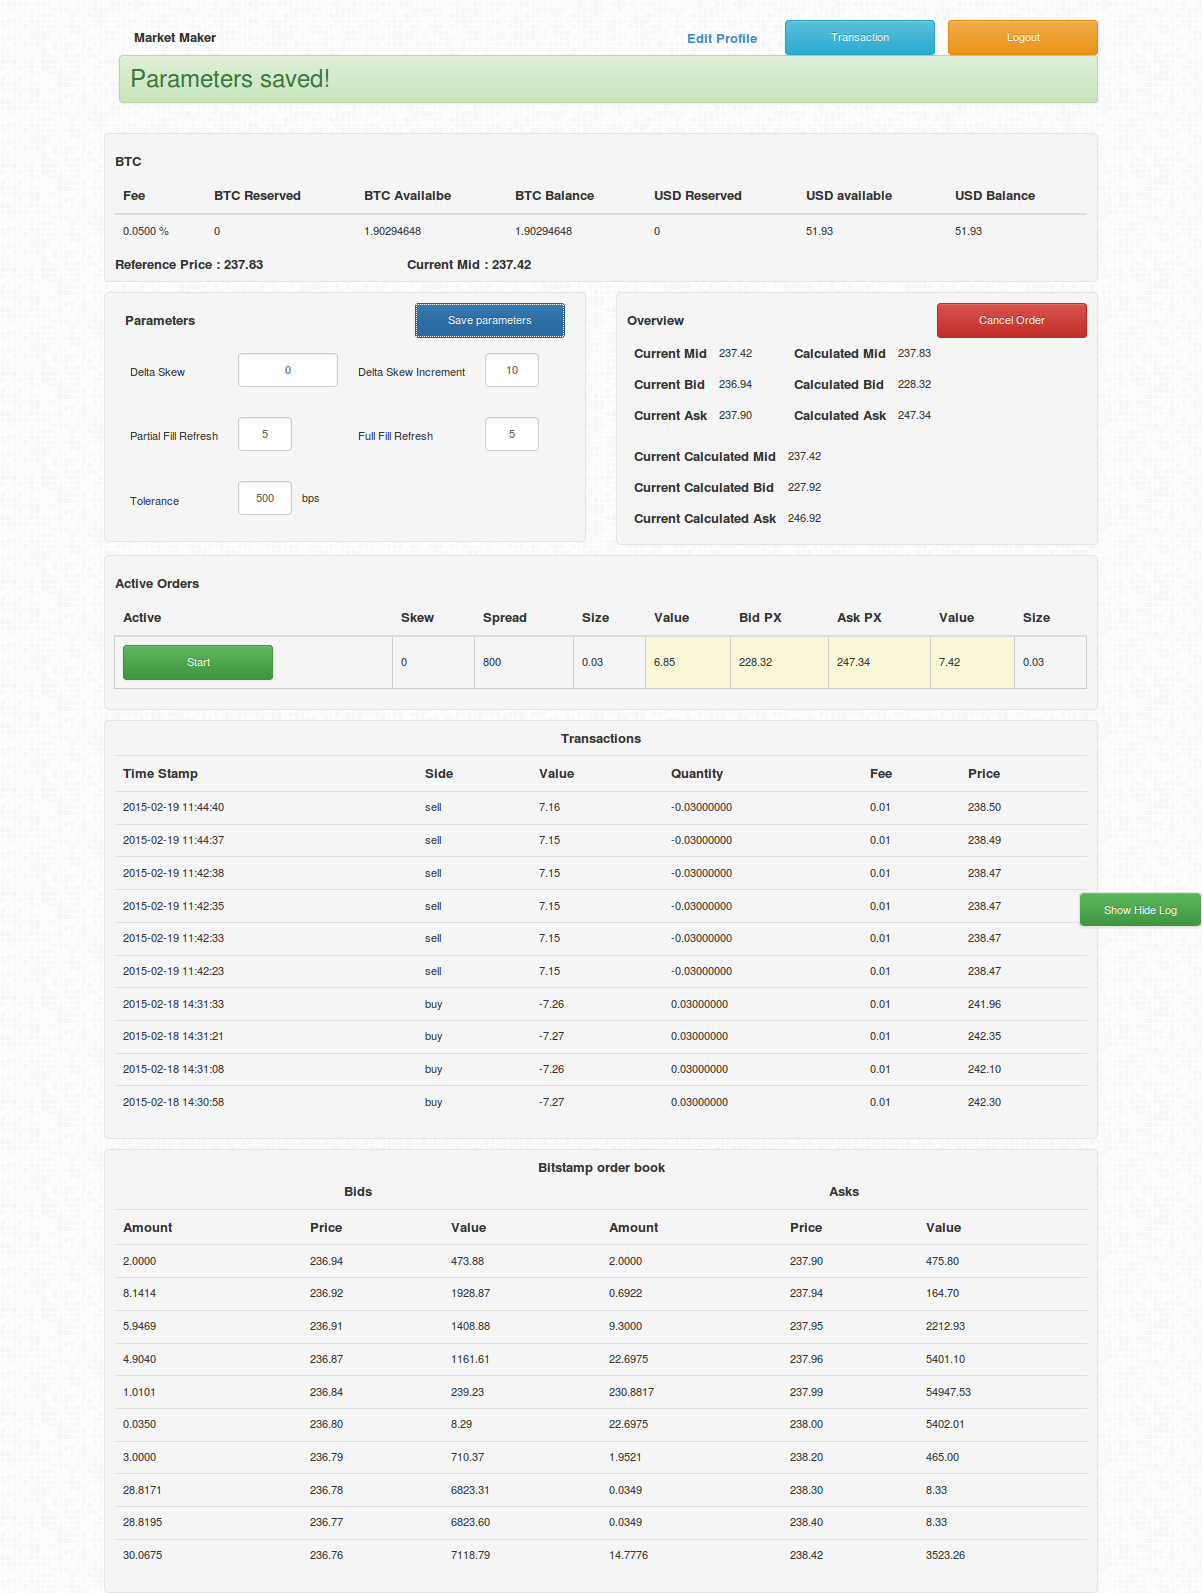 Market Maker Edit Profile Transaction Logout
Parameters saved!
BTC
Fee BTC Reserved BTC Availalbe BTC Balance USD Reserved USD available USD Balance
0.0500 % 0 1.90294648 1.90294648 0 51.93 51.93
Reference Price : 237.83 Current Mid : 237.42
Parameters Save parameters
Delta Skew 0 Delta Skew Increment 10
Partial Fill Refresh 5 Full Fill Refresh 5
Tolerance 500 bps
Overview Cancel Order
Current Mid 237.42 Calculated Mid 237.83
Current Bid 236.94 Calculated Bid 228.32
Current Ask 237.90 Calculated Ask 247.34
Current Calculated Mid 237.42
Current Calculated Bid 227.92
Current Calculated Ask 246.92
Active Orders
Active Skew Spread Size Value Bid PX Ask PX Value Size
Start 0 800 0.03 6.85 228.32 247.34 7.42 0.03
Transactions
Time Stamp Side Value Quantity Fee Price
2015-02-19 11:44:40 sell 7.16 -0.03000000 0.01 238.50
2015-02-19 11:44:37 sell 7.15 -0.03000000 0.01 238.49
2015-02-19 11:42:38 sell 7.15 -0.03000000 0.01 238.47
2015-02-19 11:42:35 sell 7.15 -0.03000000 0.01 238.47
Show Hide Log
2015-02-19 11:42:33 sell 7.15 -0.03000000 0.01 238.47
2015-02-19 11:42:23 sell 7.15 -0.03000000 0.01 238.47
2015-02-18 14:31:33 buy -7.26 0.03000000 0.01 241.96
2015-02-18 14:31:21 buy -7.27 0.03000000 0.01 242.35
2015-02-18 14:31:08 buy -7.26 0.03000000 0.01 242.10
2015-02-18 14:30:58 buy -7.27 0.03000000 0.01 242.30
Bitstamp order book
Bids Asks
Amount Price Value Amount Price Value
2.0000 236.94 473.88 2.0000 237.90 475.80
8.1414 236.92 1928.87 0.6922 237.94 164.70
5.9469 236.91 1408.88 9.3000 237.95 2212.93
4.9040 236.87 1161.61 22.6975 237.96 5401.10
1.0101 236.84 239.23 230.8817 237.99 54947.53
0.0350 236.80 8.29 22.6975 238.00 5402.01
3.0000 236.79 710.37 1.9521 238.20 465.00
28.8171 236.78 6823.31 0.0349 238.30 8.33
28.8195 236.77 6823.60 0.0349 238.40 8.33
30.0675 236.76 7118.79 14.7776 238.42 3523.26